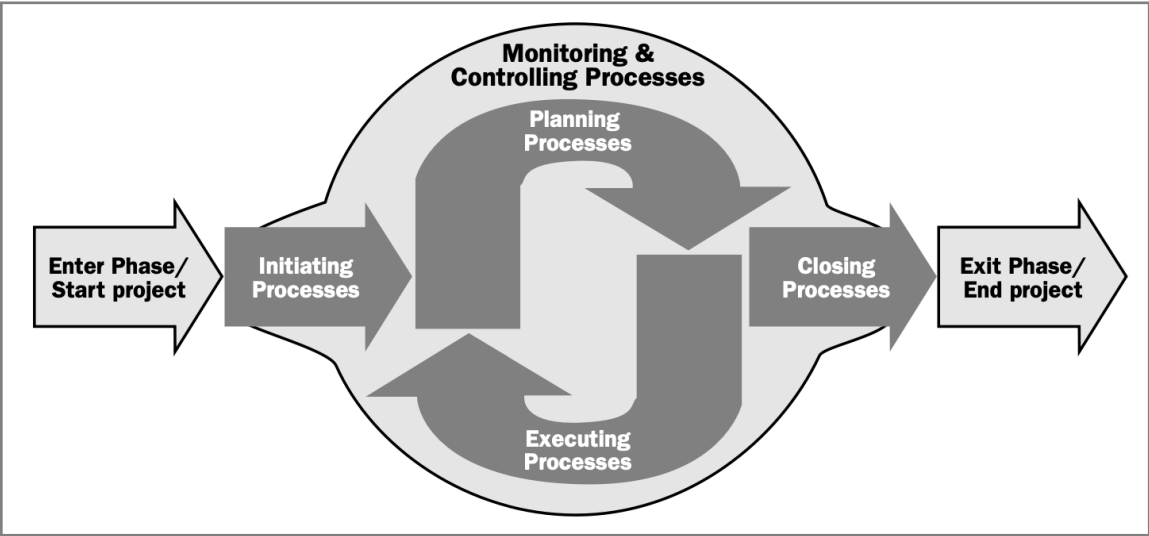 Monitoring &
Controlling Processes
Planning
Processes
Enter Phase/
Start project
Initiating
Processes
Closing
Processes
Exit Phase/
End project
Executing
Processes